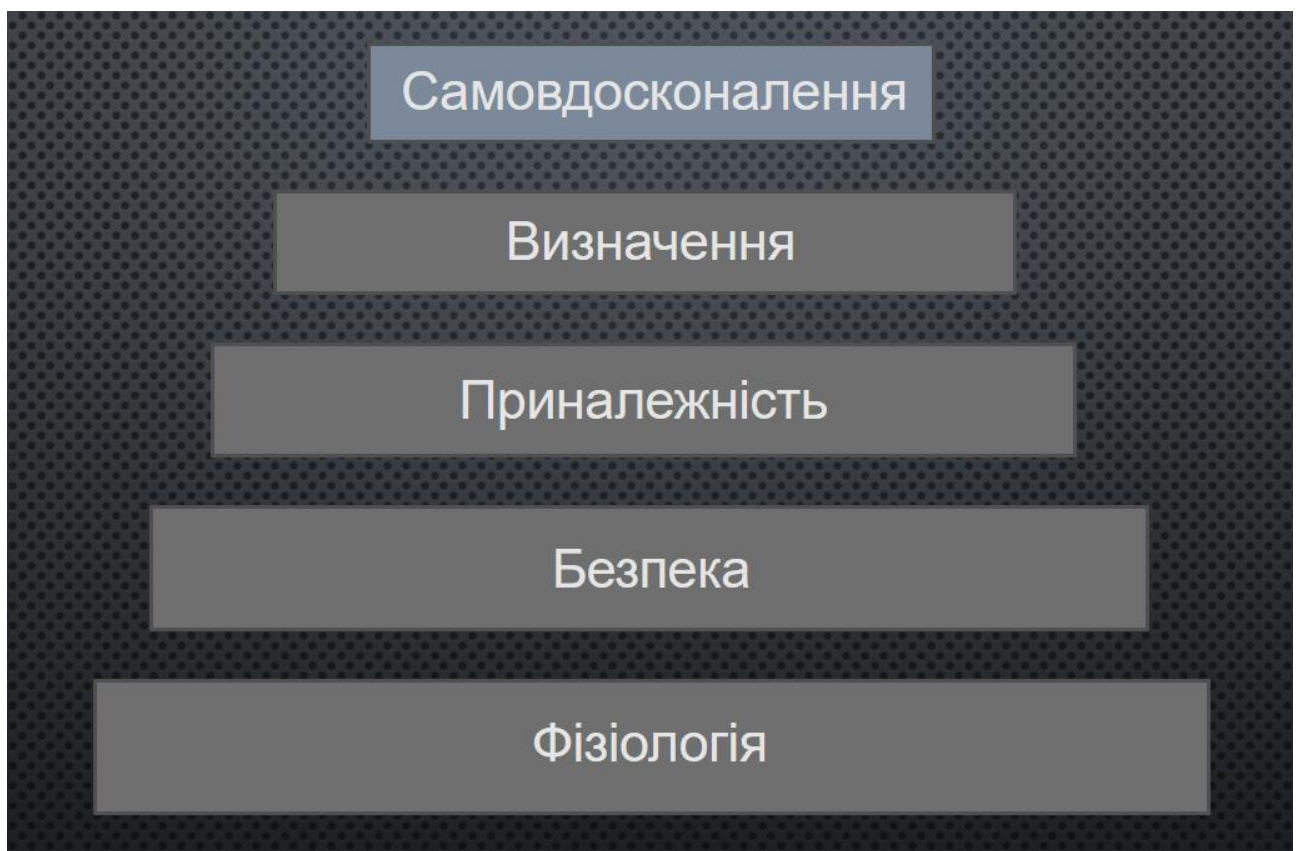 Самовдосконалення
Визначення
Приналежність
Безпека
Фізіологія